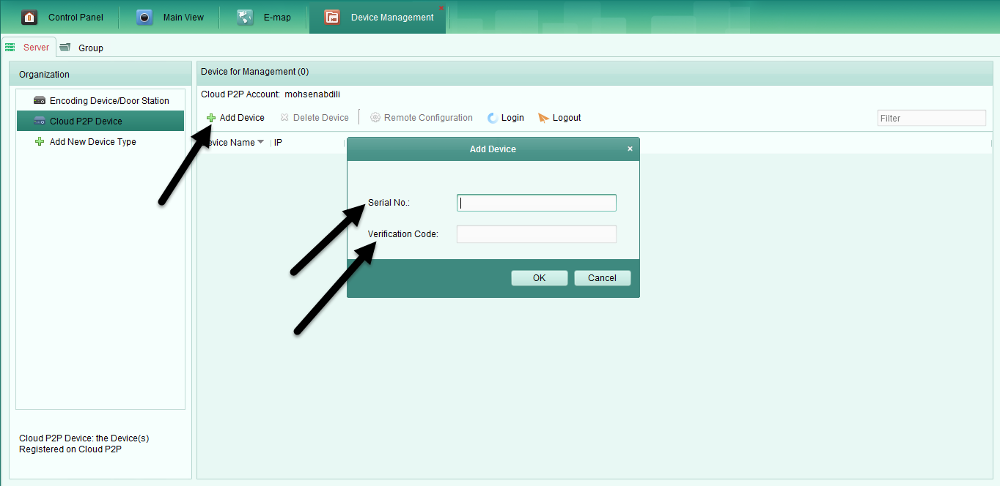 Control Panel Main View E-map Device Management
Server Group
Organization
Encoding Device/Door Station
Cloud P2P Device
Add New Device Type
Cloud P2P Device: the Device(s)
Registered on Cloud P2P
Device for Management (0)
Cloud P2P Account: mohsenabdili
Add Device Delete Device Remote Configuration Login Logout Filter
evice Name IP
Add Device
Serial No.:
Verification Code:
OK Cancel